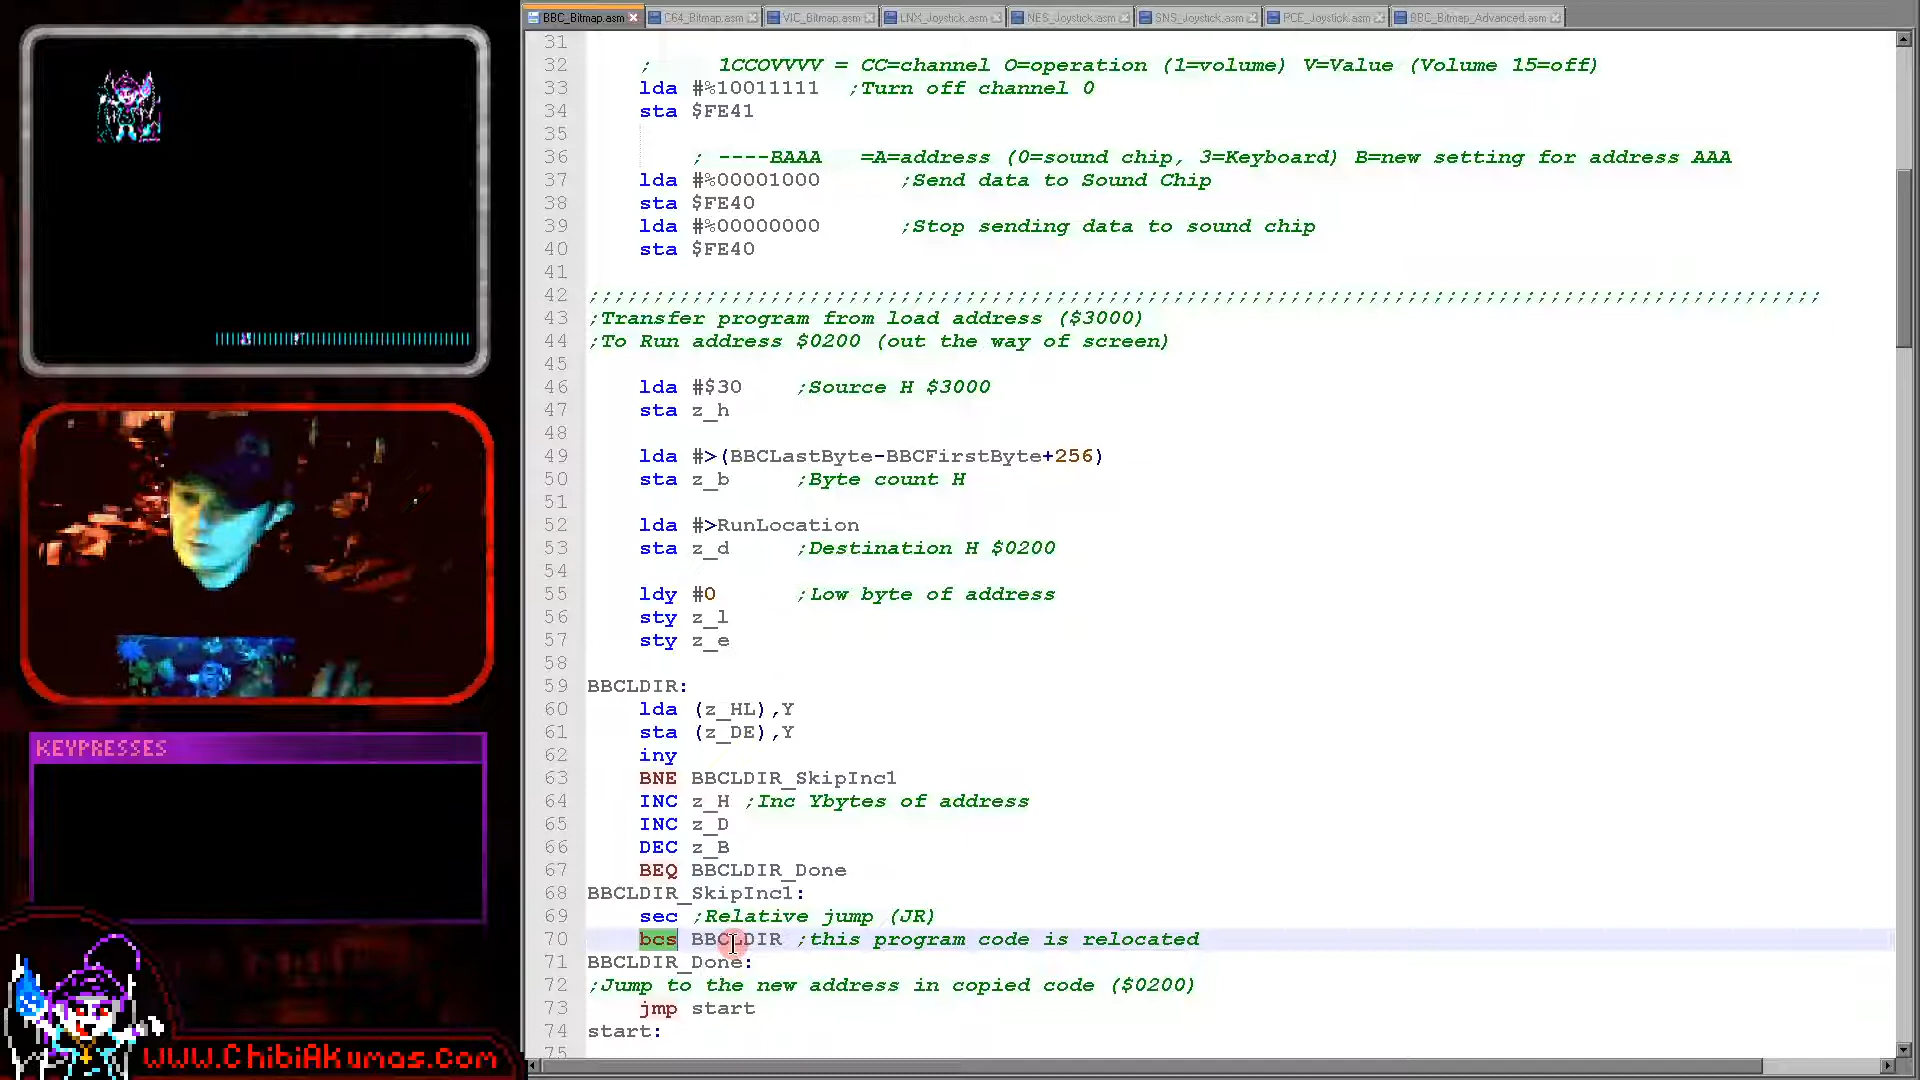 BBC_Bitmap.asm C64_Bitmap.asm VIC_Bitmap.asm LNX_Joystick.asm NES_Joystick.asm SNS_Joystick.asm PCE_Joystick.asm BBC_Bitmap_Advanced.asm
31
32 ; 1CCOVVVV = CC=channel O=operation (1=volume) V=Value (Volume 15=off)
33 lda #%10011111 ;Turn off channel 0
34 sta $FE41
35
36 ; ----BAAA =A=address (0=sound chip, 3=Keyboard) B=new setting for address AAA
37 lda #%00001000 ;Send data to Sound Chip
38 sta $FE40
39 lda #%00000000 ;Stop sending data to sound chip
40 sta $FE40
41
42 ;;;;;;;;;;;;;;;;;;;;;;;;;;;;;;;;;;;;;;;;;;;;;;;;;;;;;;;;;;;;;;;;;;;;;;;;;;;;;;;;;;;;;;;;;;;;;;;
43 ;Transfer program from load address ($3000)
44 ;To Run address $0200 (out the way of screen)
45
46 lda #$30 ;Source H $3000
47 sta z_h
48
49 lda #>(BBCLastByte-BBCFirstByte+256)
50 sta z_b ;Byte count H
51
52 lda #>RunLocation
53 sta z_d ;Destination H $0200
54
55 ldy #0 ;Low byte of address
56 sty z_l
57 sty z_e
58
59 BBCLDIR:
60 lda (z_HL),Y
61 sta (z_DE),Y
62 iny
63 BNE BBCLDIR_SkipInc1
64 INC z_H ;Inc Ybytes of address
65 INC z_D
66 DEC z_B
67 BEQ BBCLDIR_Done
68 BBCLDIR_SkipInc1:
69 sec ;Relative jump (JR)
70 bcs BBCLDIR ;this program code is relocated
71 BBCLDIR_Done:
72 ;Jump to the new address in copied code ($0200)
73 jmp start
74 start:
75
KEYPRESSES
www.ChibiAkumas.com